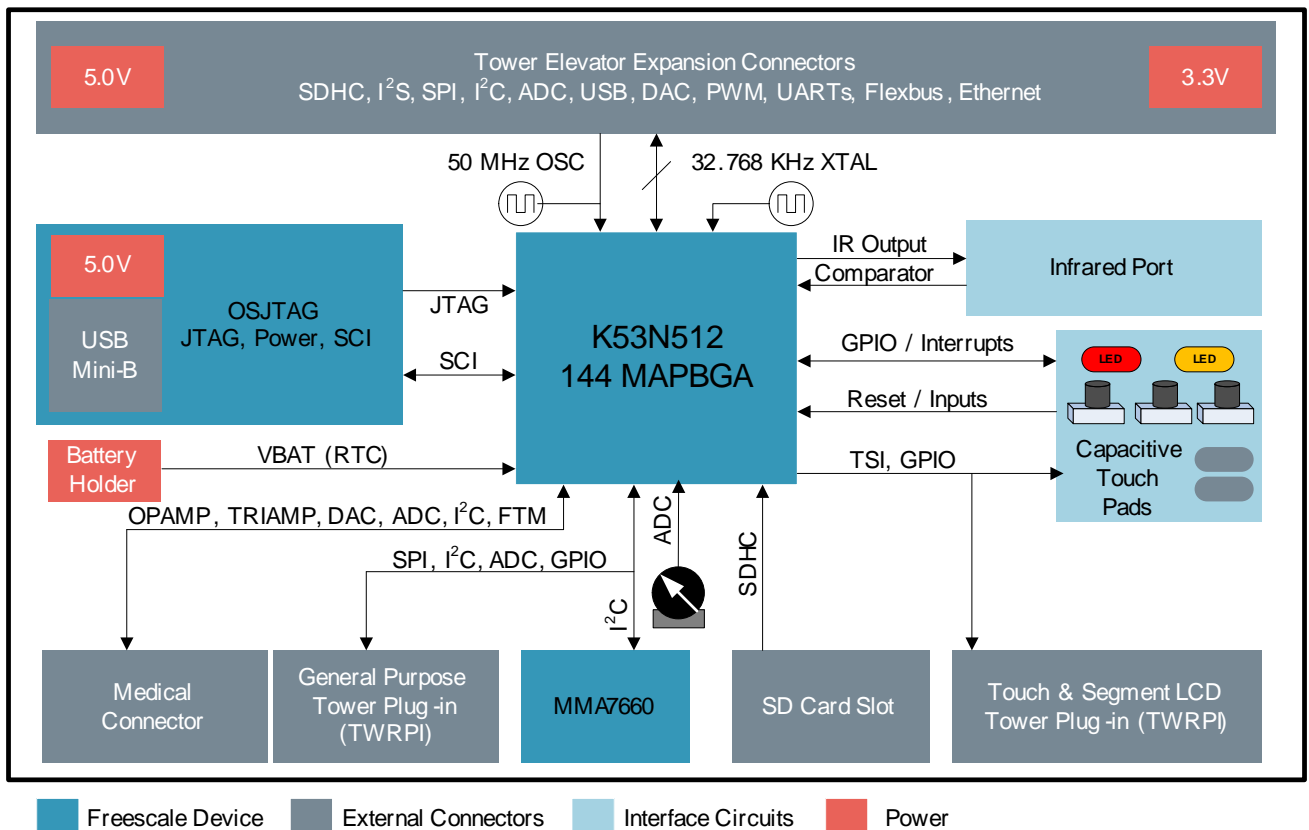 5.0V
Tower Elevator Expansion Connectors
SDHC, I²S, SPI, I²C, ADC, USB, DAC, PWM, UARTs, Flexbus, Ethernet
3.3V
50 MHz OSC
32.768 KHz XTAL
5.0V
USB
Mini-B
OSJTAG
JTAG, Power, SCI
JTAG
SCI
K53N512
144 MAPBGA
IR Output
Comparator
Infrared Port
GPIO / Interrupts
Reset / Inputs
TSI, GPIO
LED
LED
Capacitive
Touch
Pads
Battery
Holder
VBAT (RTC)
OPAMP, TRIAMP, DAC, ADC, I²C, FTM
SPI, I²C, ADC, GPIO
I²C
ADC
SDHC
Medical
Connector
General Purpose
Tower Plug-in
(TWRPI)
MMA7660
SD Card Slot
Touch & Segment LCD
Tower Plug-in (TWRPI)
Freescale Device
External Connectors
Interface Circuits
Power